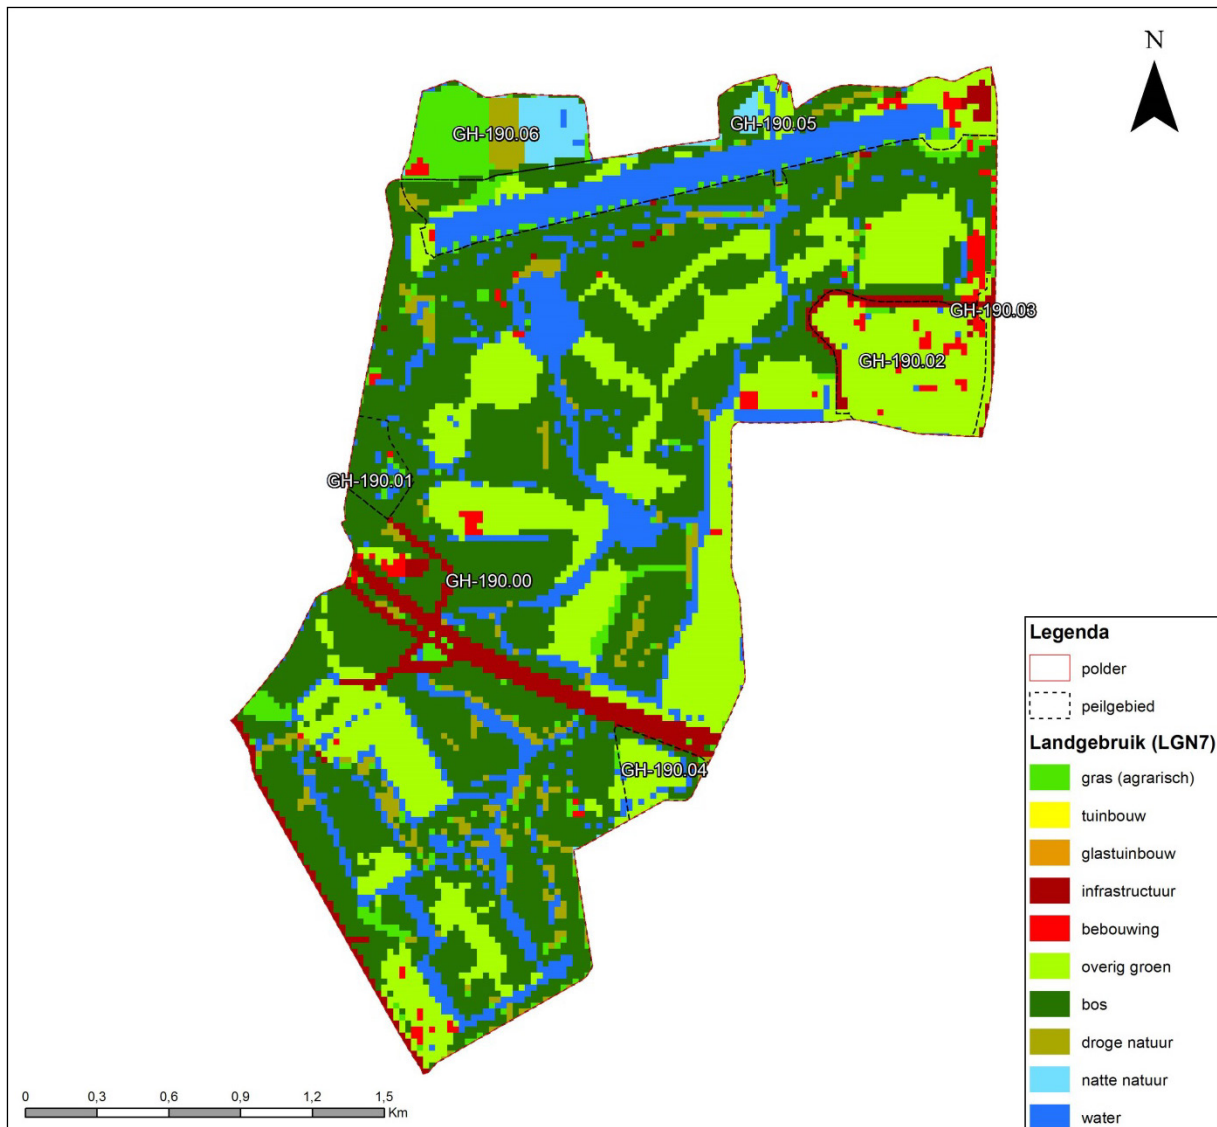 N
GH-190.06
GH-190.05
GH-190.03
GH-190.02
GH-190.01
GH-190.00
GH-190.04
Legenda
polder
peilgebied
Landgebruik (LGN7)
gras (agrarisch)
tuinbouw
glastuinbouw
infrastructuur
bebouwing
overig groen
bos
droge natuur
natte natuur
water
0 0,3 0,6 0,9 1,2 1,5
Km